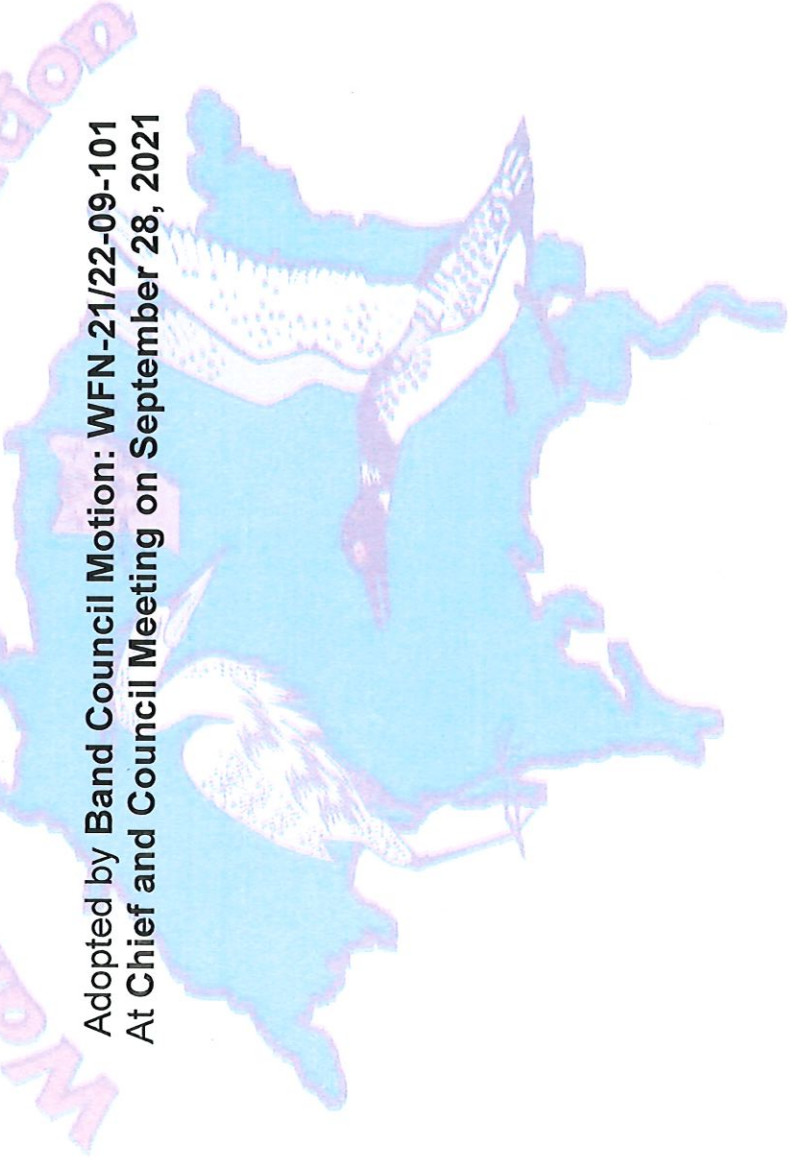 Adopted by Band Council Motion: WFN-21/22-09-101
At Chief and Council Meeting on September 28, 2021